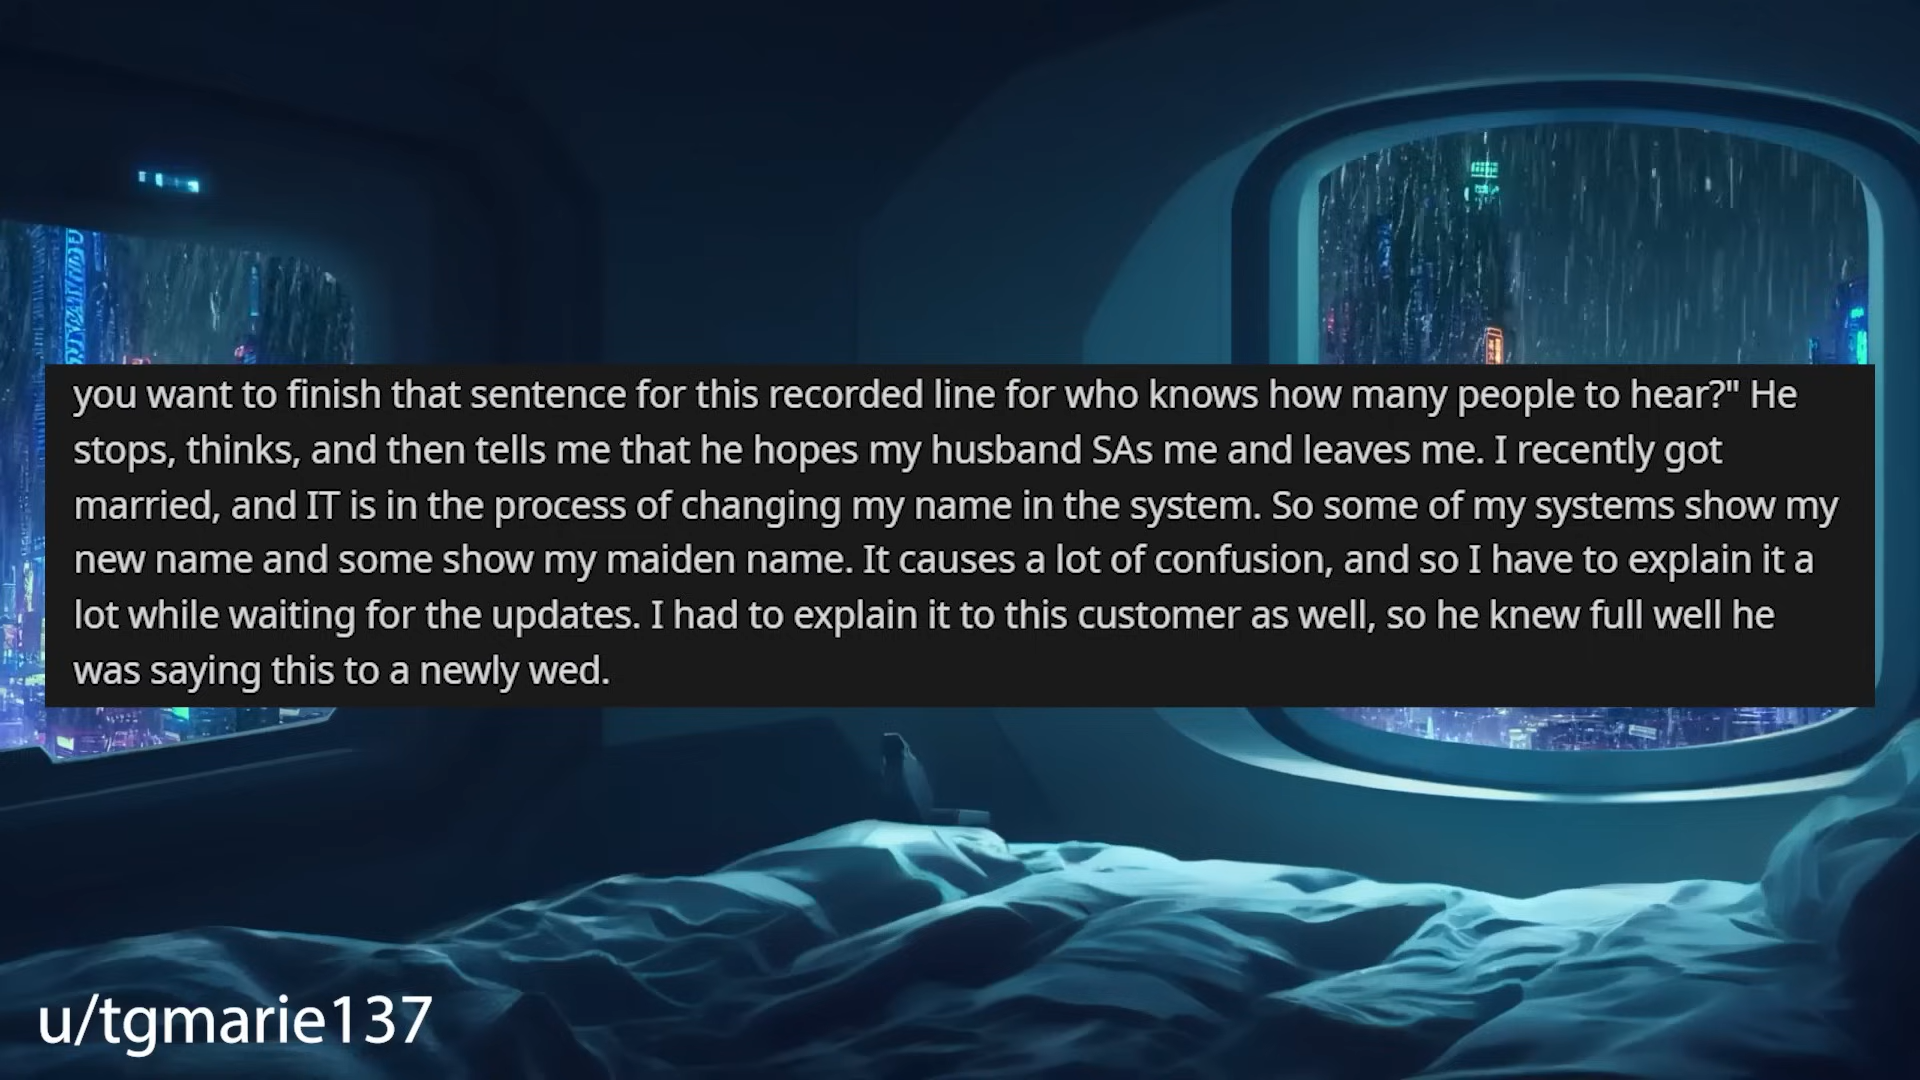 you want to finish that sentence for this recorded line for who knows how many people to hear?" He
stops, thinks, and then tells me that he hopes my husband SAs me and leaves me. I recently got
married, and IT is in the process of changing my name in the system. So some of my systems show my
new name and some show my maiden name. It causes a lot of confusion, and so I have to explain it a
lot while waiting for the updates. I had to explain it to this customer as well, so he knew full well he
was saying this to a newly wed.
u/tgmarie137